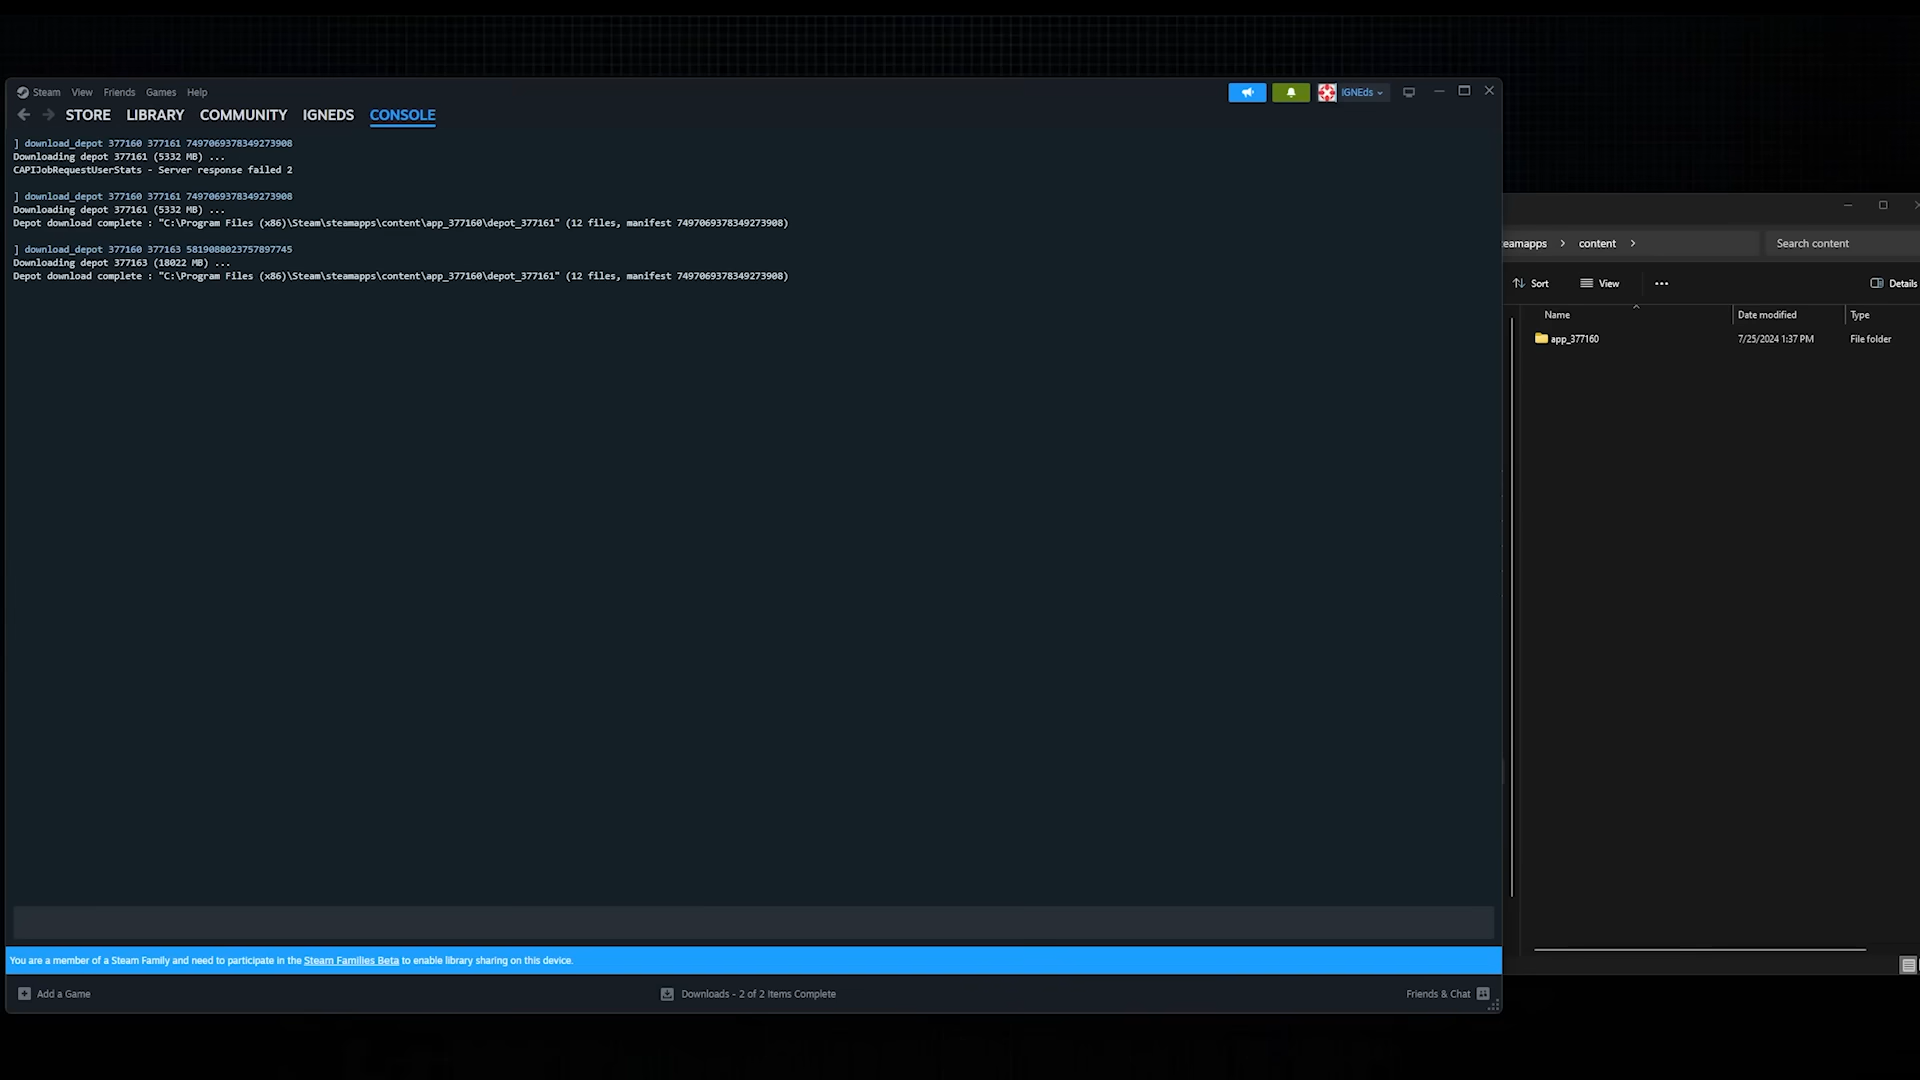 Steam View Friends Games Help
IGNEds
STORE LIBRARY COMMUNITY IGNEDS CONSOLE
] download_depot 377160 377161 7497069378349273908
Downloading depot 377161 (5332 MB) ...
CAPIJobRequestUserStats - Server response failed 2
] download_depot 377160 377161 7497069378349273908
Downloading depot 377161 (5332 MB) ...
Depot download complete : "C:\Program Files (x86)\Steam\steamapps\content\app_377160\depot_377161" (12 files, manifest 7497069378349273908)
] download_depot 377160 377163 5819088023757897745
Downloading depot 377163 (18022 MB) ...
Depot download complete : "C:\Program Files (x86)\Steam\steamapps\content\app_377160\depot_377161" (12 files, manifest 7497069378349273908)
You are a member of a Steam Family and need to participate in the Steam Families Beta to enable library sharing on this device.
Add a Game
Downloads - 2 of 2 Items Complete
Friends & Chat
eamapps > content >
Search content
Sort View ... Details
Name Date modified Type
app_377160 7/25/2024 1:37 PM File folder